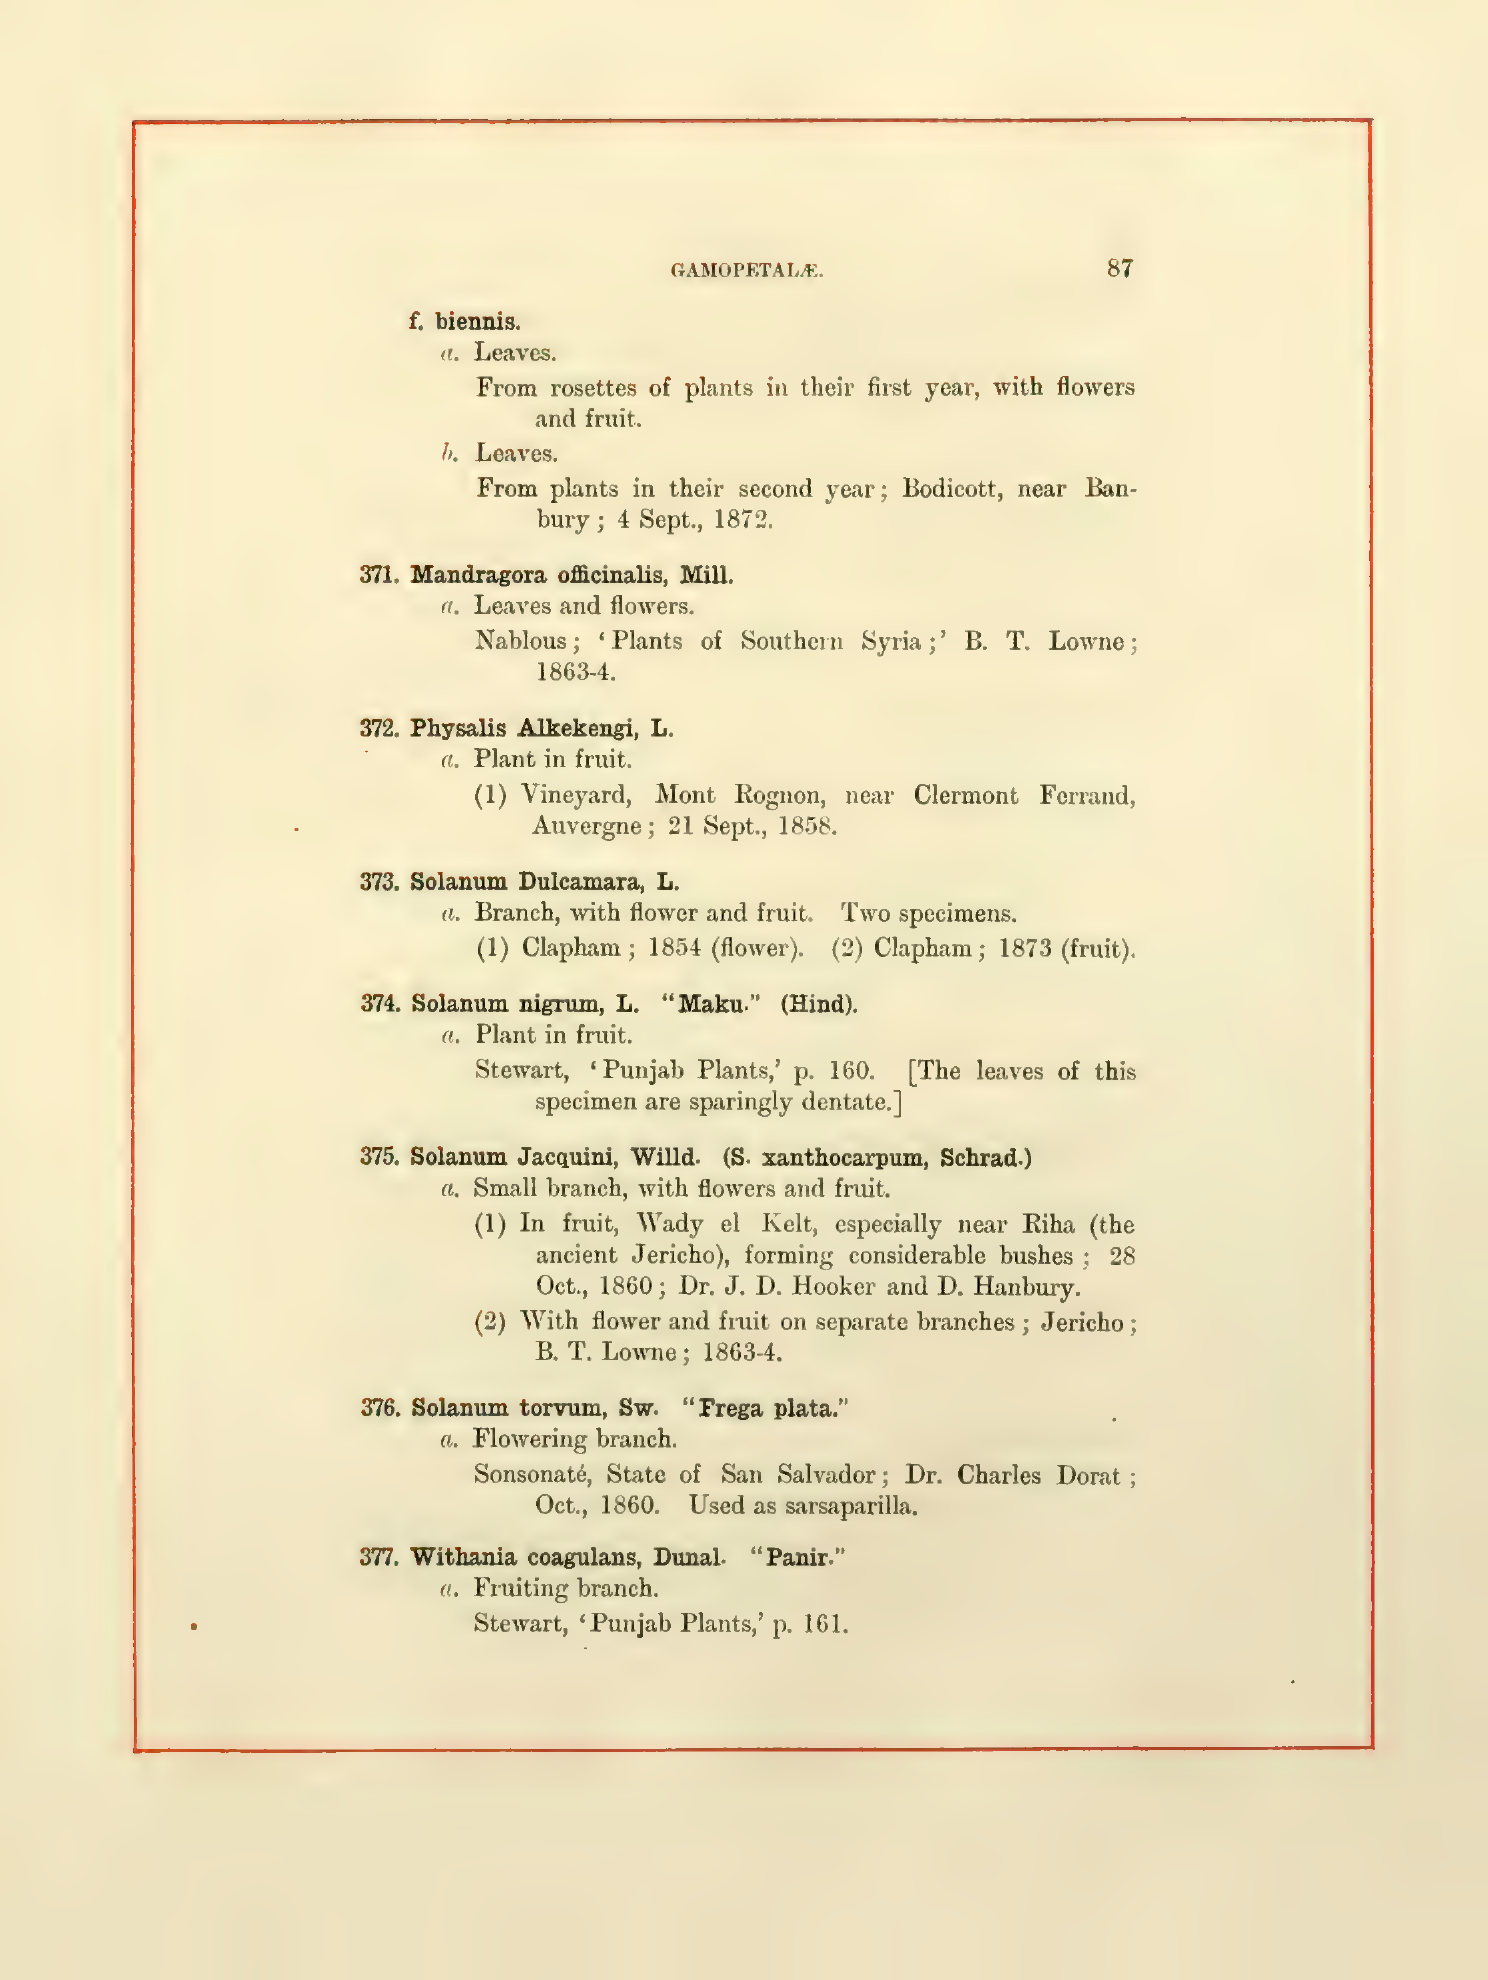 GAMOPETALÆ. 87
f. biennis.
a. Leaves.
From rosettes of plants in their first year, with flowers
and fruit.
b. Leaves.
From plants in their second year; Bodicott, near Ban-
bury; 4 Sept., 1872.
371. Mandragora officinalis, Mill.
a. Leaves and flowers.
Nablous; ‘Plants of Southern Syria;’ B. T. Lowne;
1863-4.
372. Physalis Alkekengi, L.
a. Plant in fruit.
(1) Vineyard, Mont Rognon, near Clermont Ferrand,
Auvergne; 21 Sept., 1858.
373. Solanum Dulcamara, L.
a. Branch, with flower and fruit. Two specimens.
(1) Clapham; 1854 (flower). (2) Clapham; 1873 (fruit).
374. Solanum nigrum, L. “Maku.” (Hind).
a. Plant in fruit.
Stewart, ‘Punjab Plants,’ p. 160. [The leaves of this
specimen are sparingly dentate.]
375. Solanum Jacquini, Willd. (S. xanthocarpum, Schrad.)
a. Small branch, with flowers and fruit.
(1) In fruit, Wady el Kelt, especially near Riha (the
ancient Jericho), forming considerable bushes; 28
Oct., 1860; Dr. J. D. Hooker and D. Hanbury.
(2) With flower and fruit on separate branches; Jericho;
B. T. Lowne; 1863-4.
376. Solanum torvum, Sw. “Frega plata.”
a. Flowering branch.
Sonsonaté, State of San Salvador; Dr. Charles Dorat;
Oct., 1860. Used as sarsaparilla.
377. Withania coagulans, Dunal. “Panir.”
a. Fruiting branch.
Stewart, ‘Punjab Plants,’ p. 161.